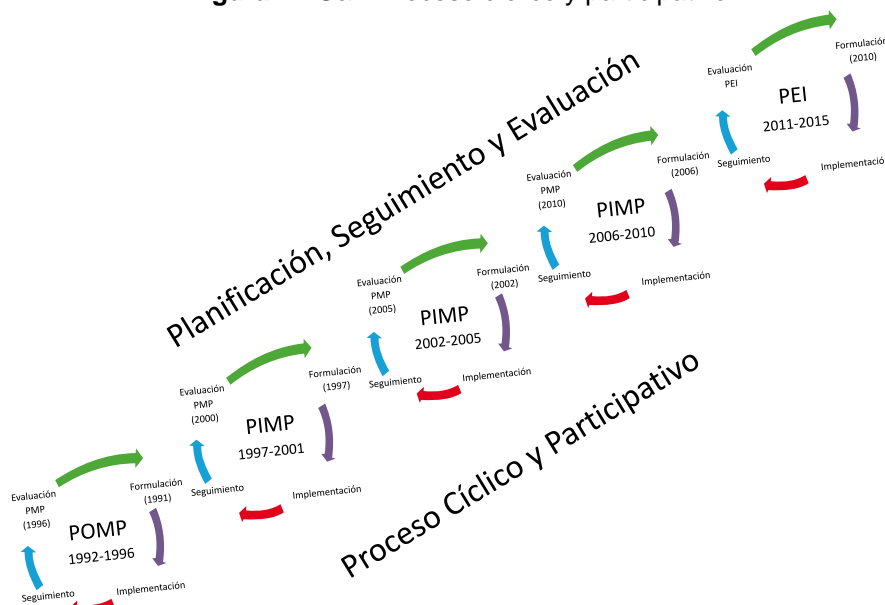 Planificación, Seguimiento y Evaluación
Evaluación
PEI
Formulación
(2010)
PEI
2011-2015
Seguimiento
Evaluación
PMP
(2010)
Formulación
(2006)
PIMP
2006-2010
Seguimiento
Implementación
Evaluación
PMP
(2005)
Formulación
(2002)
PIMP
2002-2005
Seguimiento
Implementación
Evaluación
PMP
(2000)
Formulación
(1997)
PIMP
1997-2001
Seguimiento
Implementación
Evaluación
PMP
(1996)
Formulación
(1991)
POMP
1992-1996
Seguimiento
Implementación
Proceso Cíclico y Participativo